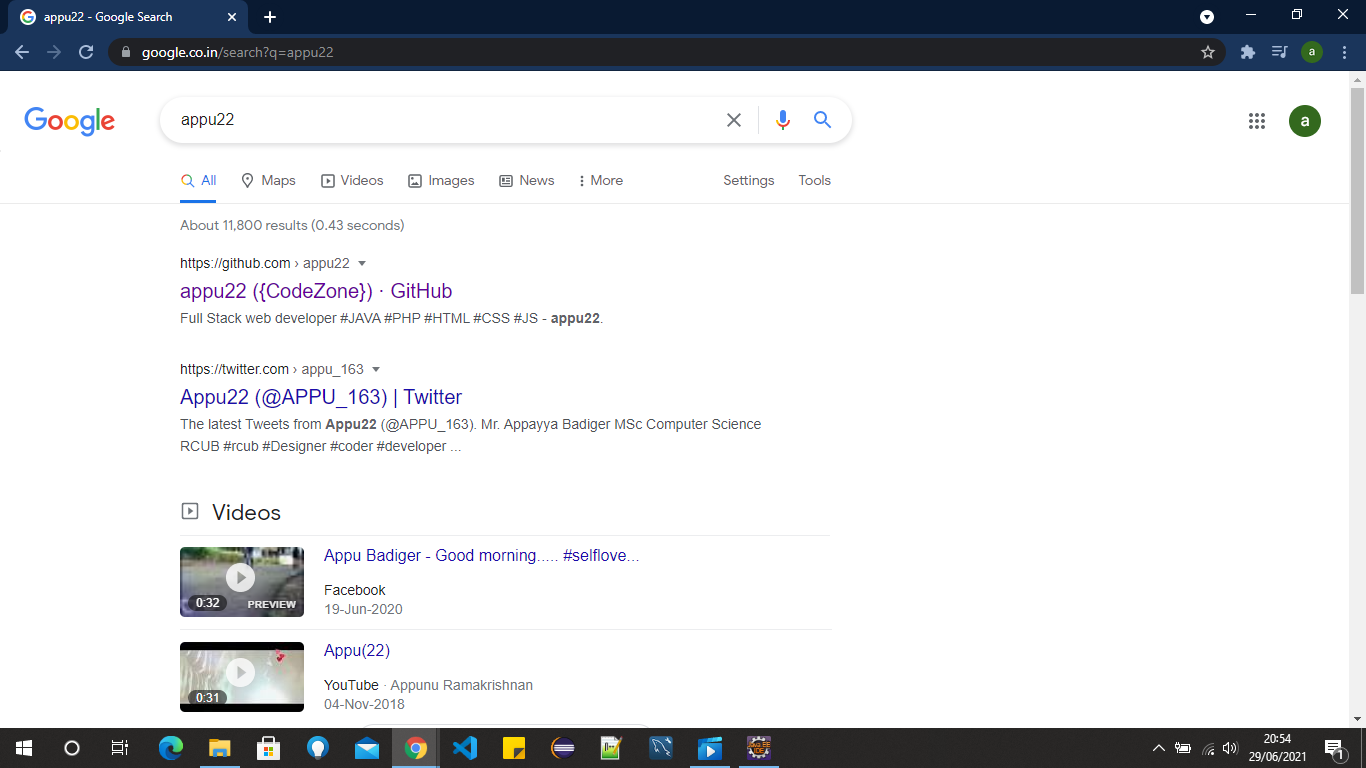 appu22 - Google Search
google.co.in/search?q=appu22
a
Google
appu22
a
All
Maps
Videos
Images
News
More
Settings
Tools
About 11,800 results (0.43 seconds)
https://github.com › appu22
appu22 ({CodeZone}) · GitHub
Full Stack web developer #JAVA #PHP #HTML #CSS #JS - appu22.
https://twitter.com › appu_163
Appu22 (@APPU_163) | Twitter
The latest Tweets from Appu22 (@APPU_163). Mr. Appayya Badiger MSc Computer Science
RCUB #rcub #Designer #coder #developer ...
Videos
Appu Badiger - Good morning..... #selflove...
0:32
PREVIEW
Facebook
19-Jun-2020
Appu(22)
0:31
YouTube · Appunu Ramakrishnan
04-Nov-2018
20:54
29/06/2021
1